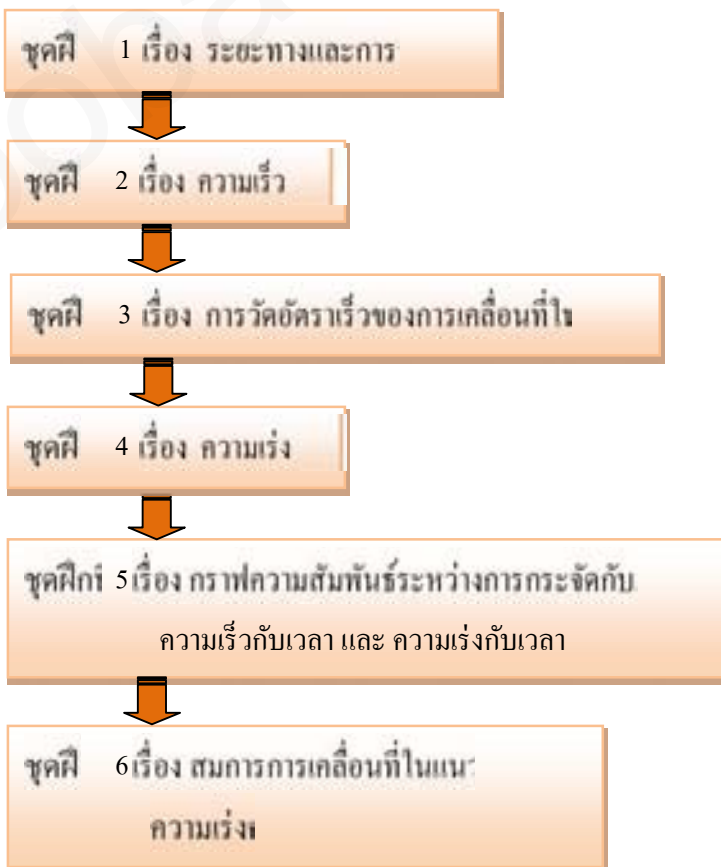 ชุดฝึ 1 เรื่อง ระยะทางและการ
ชุดฝึ 2 เรื่อง ความเร็ว
ชุดฝึ 3 เรื่อง การวัดอัตราเร็วของการเคลื่อนที่ใน
ชุดฝึ 4 เรื่อง ความเร่ง
ชุดฝึกทั 5 เรื่อง กราฟความสัมพันธ์ระหว่างการกระจัดกับ
ความเร็วกับเวลา และ ความเร่งกับเวลา
ชุดฝึ 6 เรื่อง สมการการเคลื่อนที่ในแนว
ความเร่ง